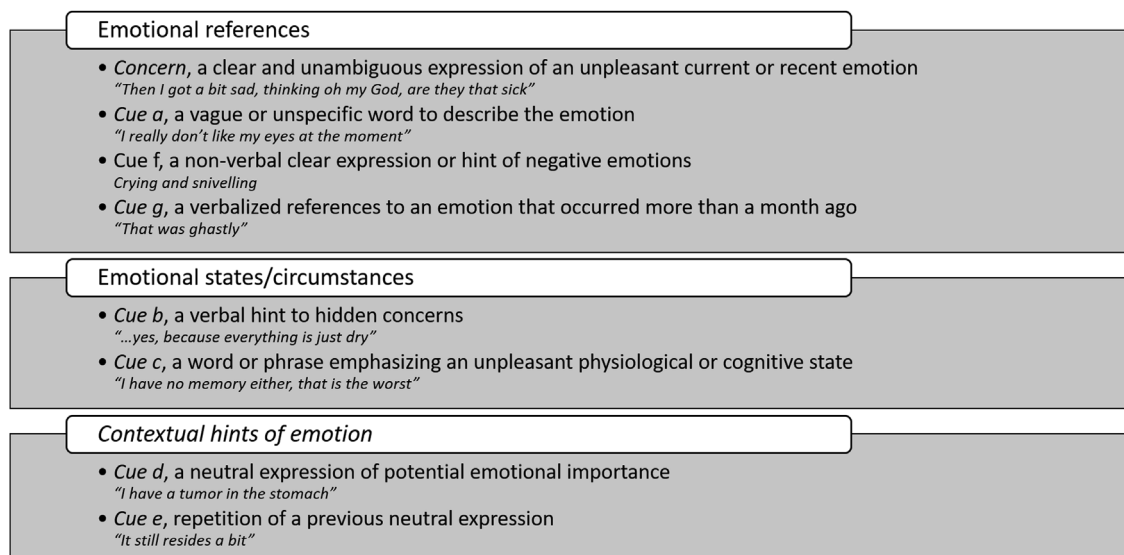 Emotional references
• Concern, a clear and unambiguous expression of an unpleasant current or recent emotion
“Then I got a bit sad, thinking oh my God, are they that sick”
• Cue a, a vague or unspecific word to describe the emotion
“I really don’t like my eyes at the moment”
• Cue f, a non-verbal clear expression or hint of negative emotions
Crying and snivelling
• Cue g, a verbalized references to an emotion that occurred more than a month ago
“That was ghastly”
Emotional states/circumstances
• Cue b, a verbal hint to hidden concerns
“...yes, because everything is just dry”
• Cue c, a word or phrase emphasizing an unpleasant physiological or cognitive state
“I have no memory either, that is the worst”
Contextual hints of emotion
• Cue d, a neutral expression of potential emotional importance
“I have a tumor in the stomach”
• Cue e, repetition of a previous neutral expression
“It still resides a bit”